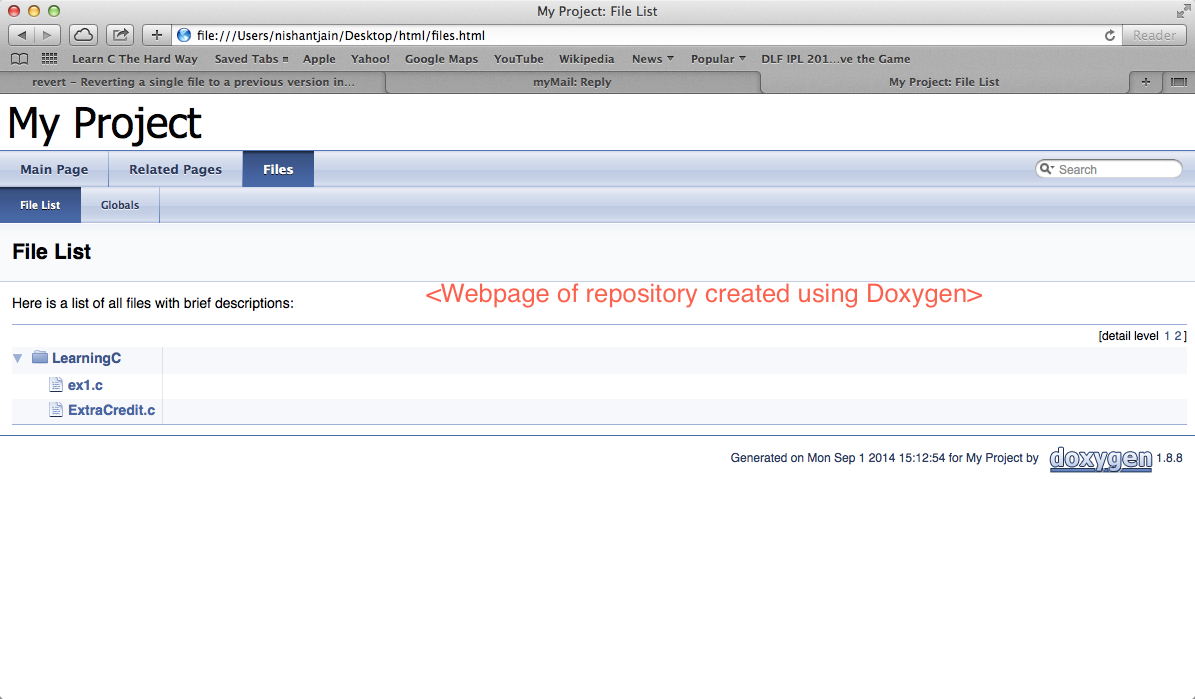 My Project: File List
file:///Users/nishantjain/Desktop/html/files.html
Reader
Learn C The Hard Way Saved Tabs Apple Yahoo! Google Maps YouTube Wikipedia News Popular DLF IPL 201...ve the Game
revert – Reverting a single file to a previous version in... myMail: Reply My Project: File List +
My Project
Main Page Related Pages Files Search
File List Globals
File List
<Webpage of repository created using Doxygen>
Here is a list of all files with brief descriptions:
[detail level 1 2]
LearningC
ex1.c
ExtraCredit.c
Generated on Mon Sep 1 2014 15:12:54 for My Project by doxygen 1.8.8